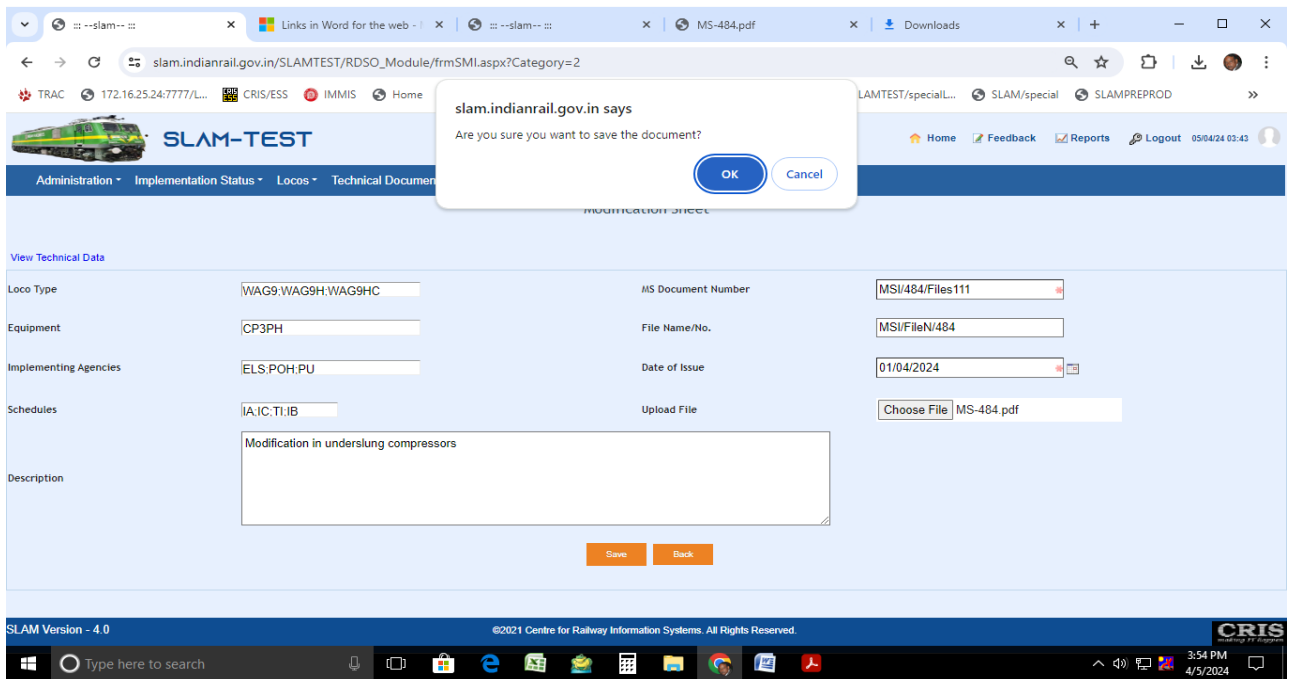 ::: --slam-- :::
Links in Word for the web -
::: --slam-- :::
MS-484.pdf
Downloads
slam.indianrail.gov.in/SLAMTEST/RDSO_Module/frmSMI.aspx?Category=2
TRAC 172.16.25.24:7777/L... CRIS/ESS IMMIS Home LAMTEST/specialL... SLAM/special SLAMPREPROD »
slam.indianrail.gov.in says
Are you sure you want to save the document?
OK Cancel
SLAM-TEST
Home Feedback Reports Logout 05/04/24 03:43
Administration Implementation Status Locos Technical Documen
Modification Sheet
View Technical Data
Loco Type WAG9;WAG9H;WAG9HC MS Document Number MSI/484/Files111 *
Equipment CP3PH File Name/No. MSI/FileN/484
Implementing Agencies ELS;POH;PU Date of Issue 01/04/2024 *
Schedules IA;IC;TI;IB Upload File Choose File MS-484.pdf
Modification in underslung compressors
Description
Save Back
SLAM Version - 4.0 ©2021 Centre for Railway Information Systems. All Rights Reserved. CRIS
Type here to search
3:54 PM
4/5/2024